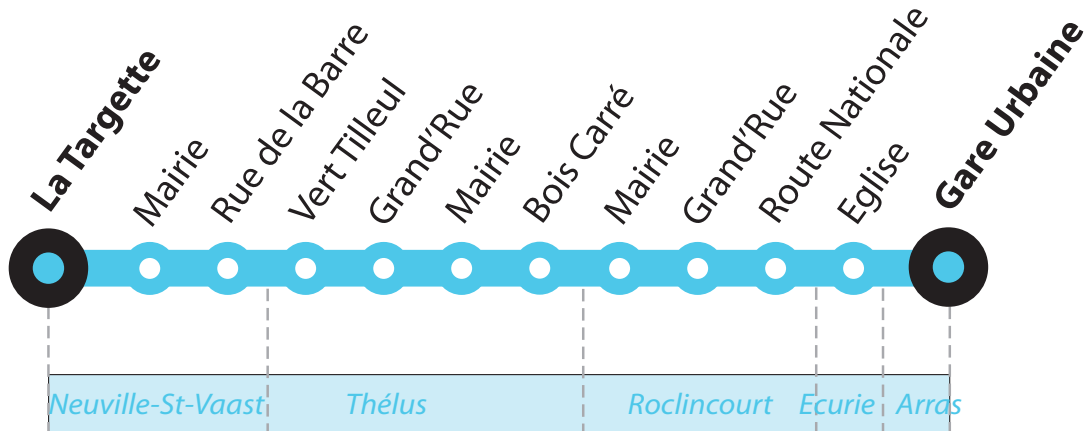 La Targette
Mairie
Rue de la Barre
Vert Tilleul
Grand'Rue
Mairie
Bois Carré
Mairie
Grand'Rue
Route Nationale
Eglise
Gare Urbaine
Neuville-St-Vaast
Thélus
Roclincourt
Ecurie
Arras